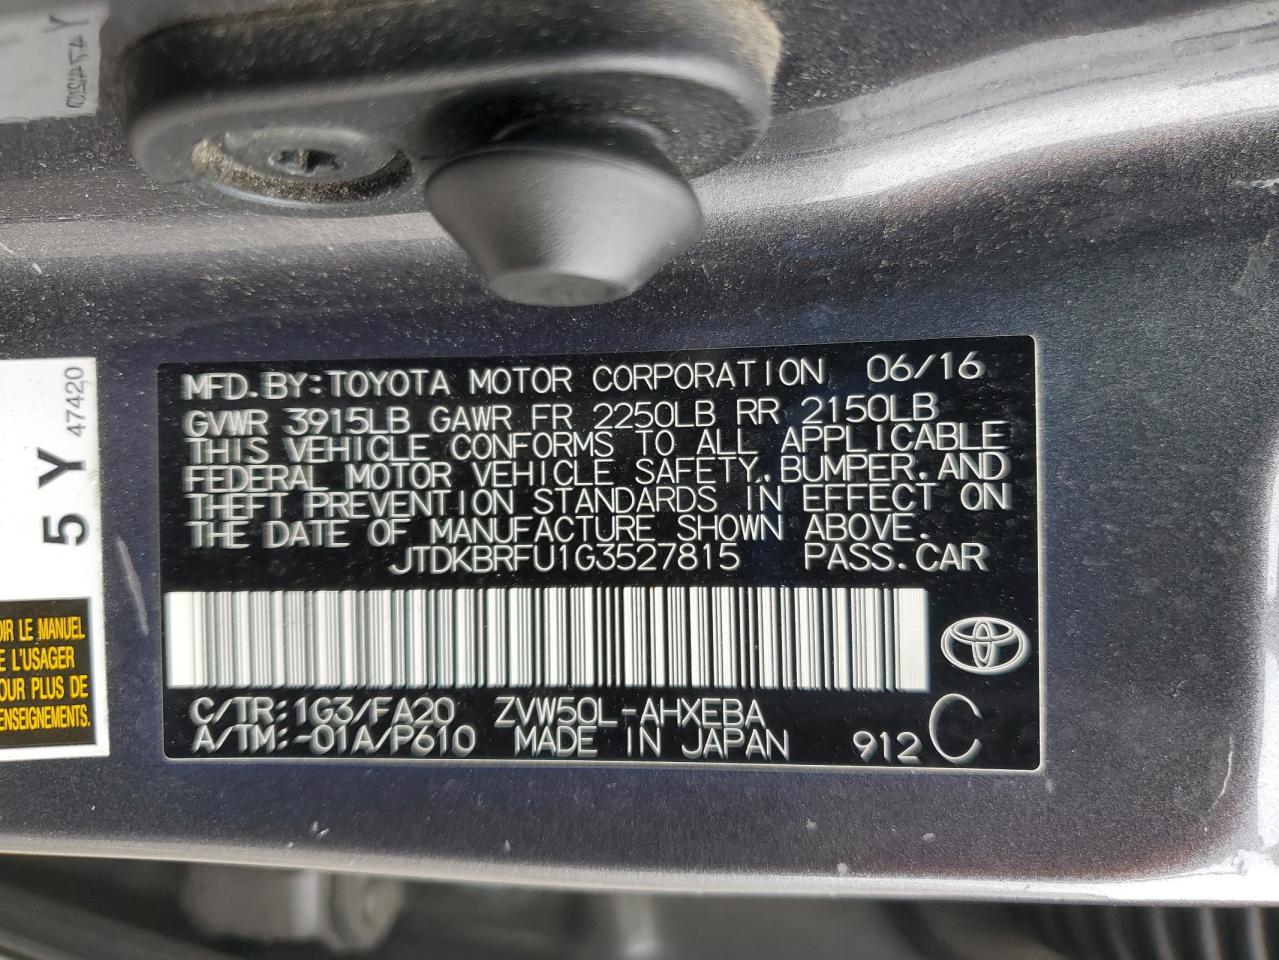 47420
MFD.BY:TOYOTA MOTOR CORPORATION 06/16
GVWR 3915LB GAWR FR 2250LB RR 2150LB
THIS VEHICLE CONFORMS TO ALL APPLICABLE
FEDERAL MOTOR VEHICLE SAFETY,BUMPER,AND
THEFT PREVENTION STANDARDS IN EFFECT ON
THE DATE OF MANUFACTURE SHOWN ABOVE.
JTDKBRFU1G3527815 PASS.CAR
C/TR:1G3/FA20 ZVW50L-AHXEBA
A/TM:-01A/P610 MADE IN JAPAN 912 C
5 Y 47420
LE MANUEL
L'USAGER
PLUS DE